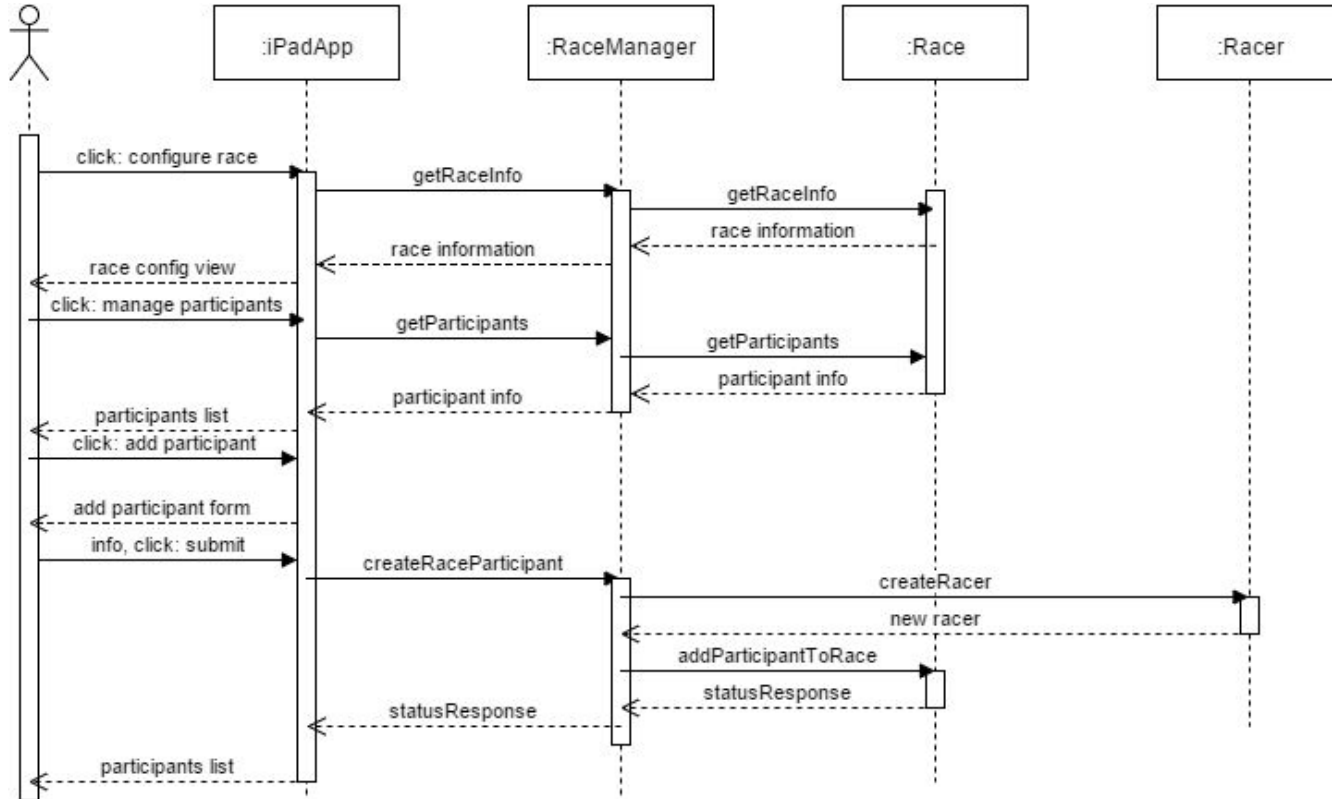 :iPadApp
:RaceManager
:Race
:Racer
click: configure race
getRaceInfo
getRaceInfo
race information
race information
race config view
click: manage participants
getParticipants
getParticipants
participant info
participant info
participants list
click: add participant
add participant form
info, click: submit
createRaceParticipant
createRacer
new racer
addParticipantToRace
statusResponse
statusResponse
participants list